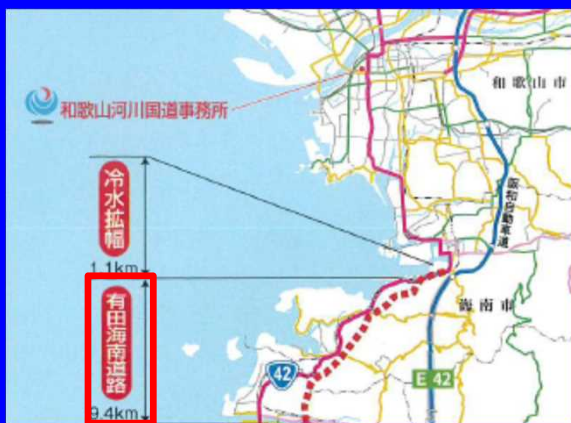 和歌山河川国道事務所
和歌山市
冷水拡幅
1.1km
阪和自動車道
有田海南道路
9.4km
海南市
42
E 42